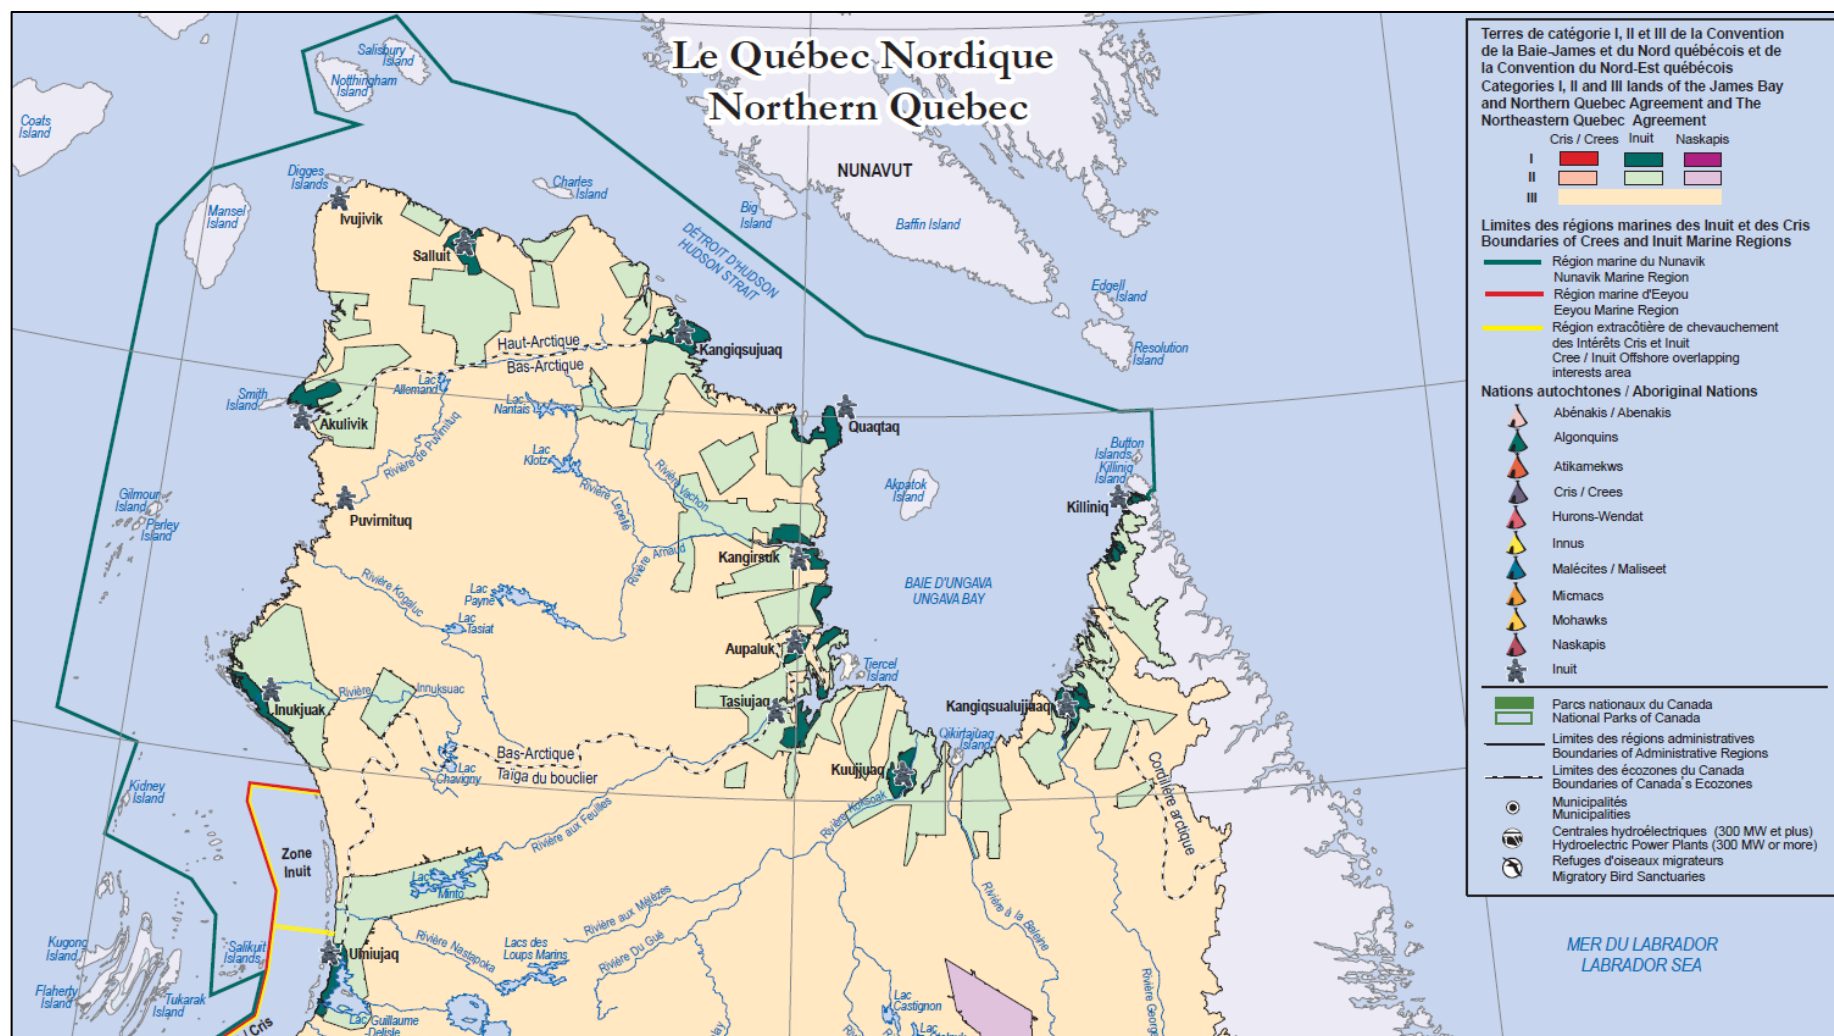 Le Québec Nordique
Northern Quebec
Salisbury
Island
Nottingham
Island
Coats
Island
Digges
Islands
Charles
Island
Mansel
Island
Ivujivik
Salluit
NUNAVUT
Big
Island
Baffin Island
DÉTROIT D'HUDSON
HUDSON STRAIT
Edgell
Island
Resolution
Island
Haut-Arctique
Bas-Arctique
Kangiqsujuaq
Lac
Allemand
Lac
Nantais
Smith
Island
Akulivik
Rivière de Puvirnituq
Quaqtaq
Lac
Klotz
Rivière Vachon
Rivière Lepellé
Button
Islands
Killiniq
Island
Akpatok
Island
Killiniq
Gilmour
Island
Perley
Island
Puvirnituq
Kangirsuk
Rivière Arnaud
Rivière Kogaluc
Lac
Payne
Lac
Tasiat
BAIE D'UNGAVA
UNGAVA BAY
Aupaluk
Tiercel
Island
Inukjuak
Rivière
Innuksuac
Tasiujaq
Kangiqsualujjuaq
Qikirtajuaq
Island
Bas-Arctique
Taïga du bouclier
Lac
Chavigny
Kuujjuaq
Rivière Koksoak
Cordillère arctique
Kidney
Island
Rivière aux Feuilles
Zone
Inuit
Lac
Minto
Rivière aux Mélèzes
Rivière à la Baleine
Kugong
Island
Salikuit
Islands
Umiujaq
Rivière Nastapoka
Lacs des
Loups Marins
Rivière Du Gué
Flaherty
Island
Tukarak
Island
Lac Guillaume
-Delisle
/ Cris
Lac
Castignon
Lac
Rivière George
MER DU LABRADOR
LABRADOR SEA
Terres de catégorie I, II et III de la Convention
de la Baie-James et du Nord québécois et de
la Convention du Nord-Est québécois
Categories I, II and III lands of the James Bay
and Northern Quebec Agreement and The
Northeastern Quebec Agreement
Cris / Crees Inuit Naskapis
I
II
III
Limites des régions marines des Inuit et des Cris
Boundaries of Crees and Inuit Marine Regions
Région marine du Nunavik
Nunavik Marine Region
Région marine d'Eeyou
Eeyou Marine Region
Région extracôtière de chevauchement
des Intérêts Cris et Inuit
Cree / Inuit Offshore overlapping
interests area
Nations autochtones / Aboriginal Nations
Abénakis / Abenakis
Algonquins
Atikamekws
Cris / Crees
Hurons-Wendat
Innus
Malécites / Maliseet
Micmacs
Mohawks
Naskapis
Inuit
Parcs nationaux du Canada
National Parks of Canada
Limites des régions administratives
Boundaries of Administrative Regions
Limites des écozones du Canada
Boundaries of Canada's Ecozones
Municipalités
Municipalities
Centrales hydroélectriques (300 MW et plus)
Hydroelectric Power Plants (300 MW or more)
Refuges d'oiseaux migrateurs
Migratory Bird Sanctuaries